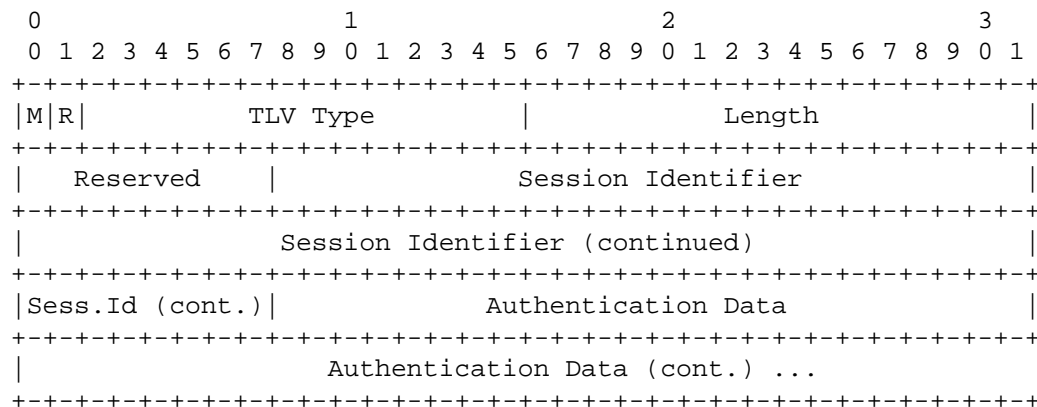 0                   1                   2                   3
 0 1 2 3 4 5 6 7 8 9 0 1 2 3 4 5 6 7 8 9 0 1 2 3 4 5 6 7 8 9 0 1
+-+-+-+-+-+-+-+-+-+-+-+-+-+-+-+-+-+-+-+-+-+-+-+-+-+-+-+-+-+-+-+-+
|M|R|          TLV Type         |            Length             |
+-+-+-+-+-+-+-+-+-+-+-+-+-+-+-+-+-+-+-+-+-+-+-+-+-+-+-+-+-+-+-+-+
|   Reserved    |               Session Identifier              |
+-+-+-+-+-+-+-+-+-+-+-+-+-+-+-+-+-+-+-+-+-+-+-+-+-+-+-+-+-+-+-+-+
|                Session Identifier (continued)                 |
+-+-+-+-+-+-+-+-+-+-+-+-+-+-+-+-+-+-+-+-+-+-+-+-+-+-+-+-+-+-+-+-+
|Sess.Id (cont.)|             Authentication Data               |
+-+-+-+-+-+-+-+-+-+-+-+-+-+-+-+-+-+-+-+-+-+-+-+-+-+-+-+-+-+-+-+-+
|                   Authentication Data (cont.) ...
+-+-+-+-+-+-+-+-+-+-+-+-+-+-+-+-+-+-+-+-+-+-+-+-+-+-+-+-+-+-+-+-+